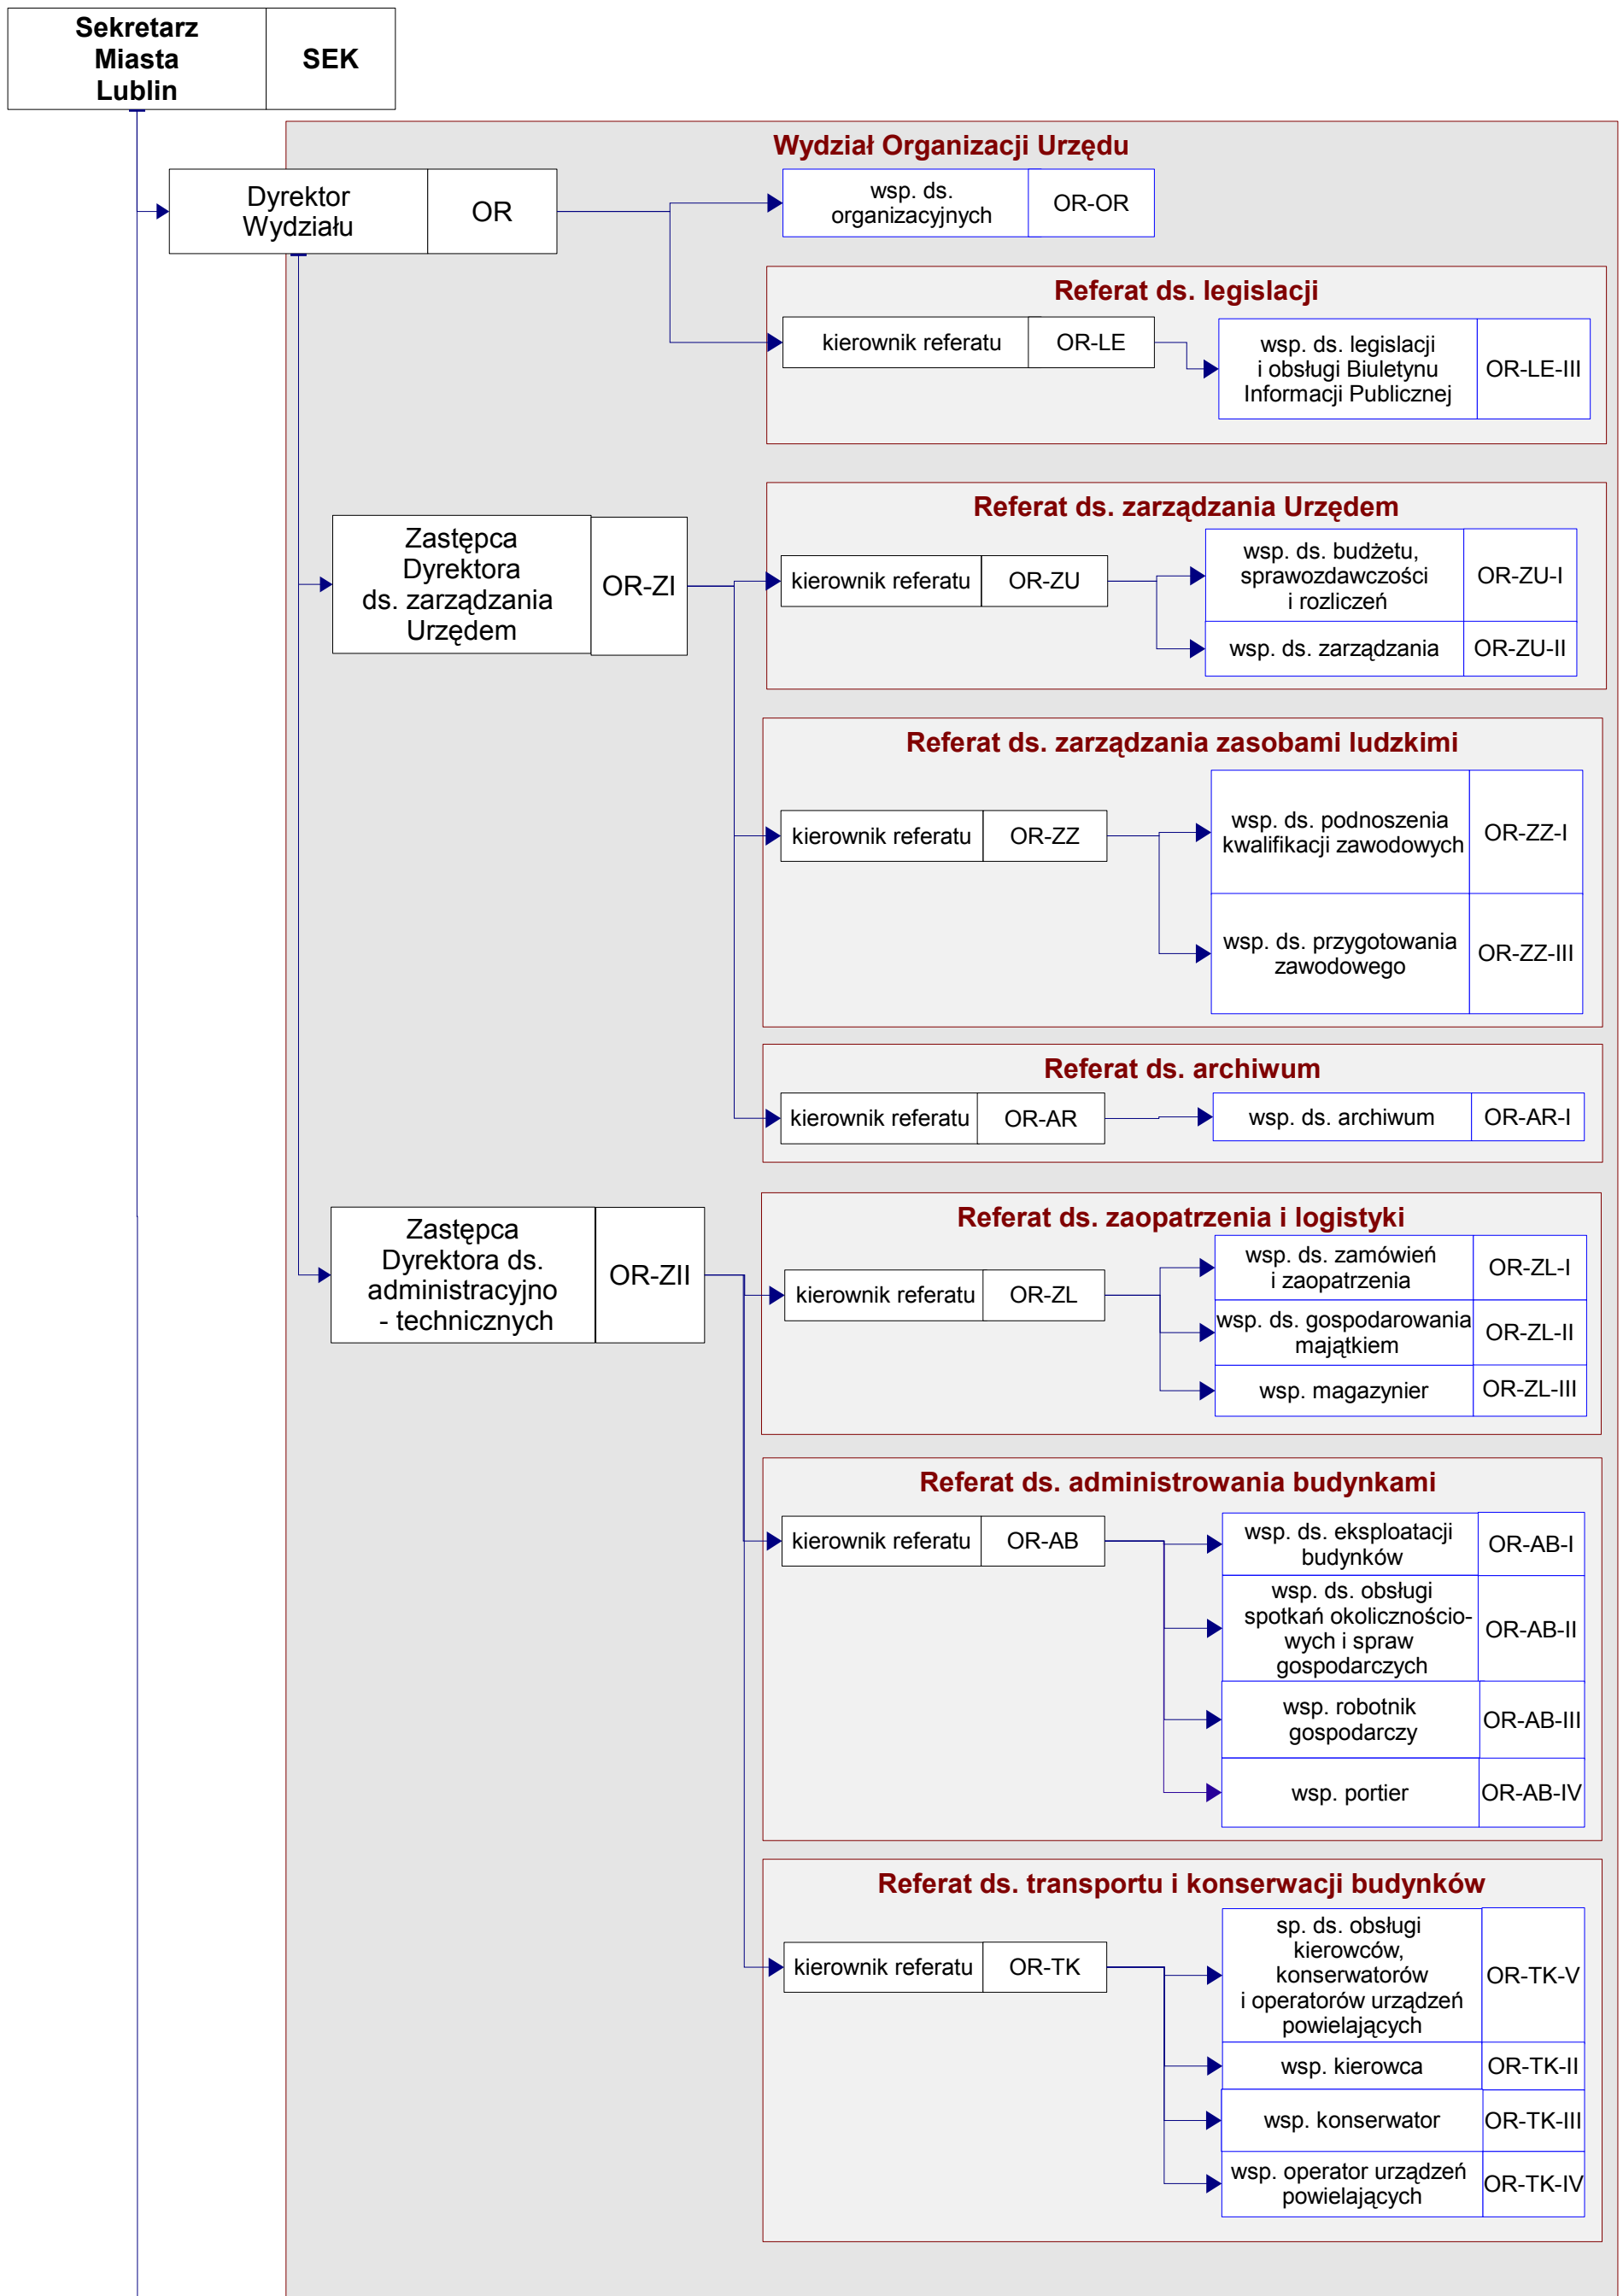 Sekretarz
Miasta
Lublin
SEK
Wydział Organizacji Urzędu
Dyrektor
Wydziału
OR
wsp. ds.
organizacyjnych
OR-OR
Referat ds. legislacji
kierownik referatu
OR-LE
wsp. ds. legislacji
i obsługi Biuletynu
Informacji Publicznej
OR-LE-III
Zastępca
Dyrektora
ds. zarządzania
Urzędem
OR-ZI
Referat ds. zarządzania Urzędem
kierownik referatu
OR-ZU
wsp. ds. budżetu,
sprawozdawczości
i rozliczeń
OR-ZU-I
wsp. ds. zarządzania
OR-ZU-II
Referat ds. zarządzania zasobami ludzkimi
kierownik referatu
OR-ZZ
wsp. ds. podnoszenia
kwalifikacji zawodowych
OR-ZZ-I
wsp. ds. przygotowania
zawodowego
OR-ZZ-III
Referat ds. archiwum
kierownik referatu
OR-AR
wsp. ds. archiwum
OR-AR-I
Zastępca
Dyrektora ds.
administracyjno
- technicznych
OR-ZII
Referat ds. zaopatrzenia i logistyki
kierownik referatu
OR-ZL
wsp. ds. zamówień
i zaopatrzenia
OR-ZL-I
wsp. ds. gospodarowania
majątkiem
OR-ZL-II
wsp. magazynier
OR-ZL-III
Referat ds. administrowania budynkami
kierownik referatu
OR-AB
wsp. ds. eksploatacji
budynków
OR-AB-I
wsp. ds. obsługi
spotkań okolicznościo-
wych i spraw
gospodarczych
OR-AB-II
wsp. robotnik
gospodarczy
OR-AB-III
wsp. portier
OR-AB-IV
Referat ds. transportu i konserwacji budynków
kierownik referatu
OR-TK
sp. ds. obsługi
kierowców,
konserwatorów
i operatorów urządzeń
powielających
OR-TK-V
wsp. kierowca
OR-TK-II
wsp. konserwator
OR-TK-III
wsp. operator urządzeń
powielających
OR-TK-IV